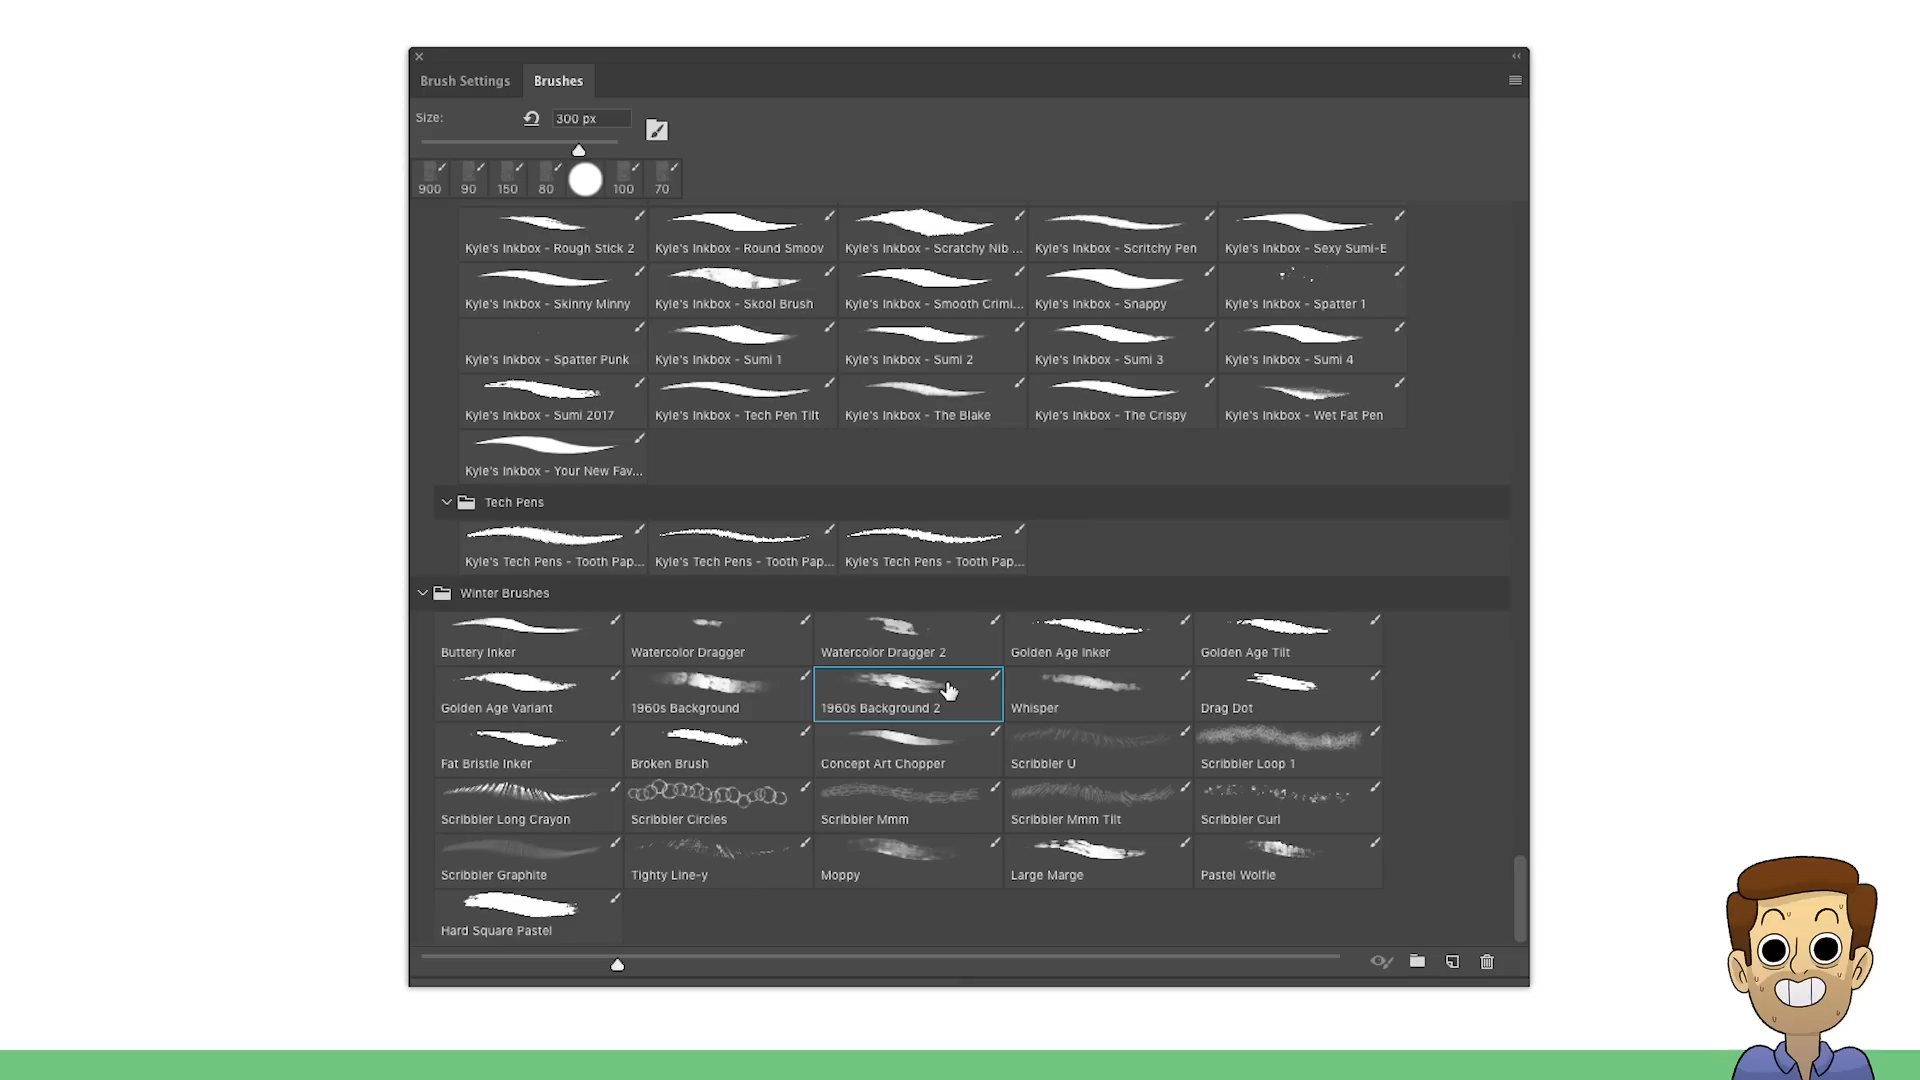 Brush Settings Brushes
Size: 300 px
900 90 150 80 100 70
Kyle's Inkbox - Rough Stick 2 Kyle's Inkbox - Round Smoov Kyle's Inkbox - Scratchy Nib ... Kyle's Inkbox - Scritchy Pen Kyle's Inkbox - Sexy Sumi-E
Kyle's Inkbox - Skinny Minny Kyle's Inkbox - Skool Brush Kyle's Inkbox - Smooth Crimi... Kyle's Inkbox - Snappy Kyle's Inkbox - Spatter 1
Kyle's Inkbox - Spatter Punk Kyle's Inkbox - Sumi 1 Kyle's Inkbox - Sumi 2 Kyle's Inkbox - Sumi 3 Kyle's Inkbox - Sumi 4
Kyle's Inkbox - Sumi 2017 Kyle's Inkbox - Tech Pen Tilt Kyle's Inkbox - The Blake Kyle's Inkbox - The Crispy Kyle's Inkbox - Wet Fat Pen
Kyle's Inkbox - Your New Fav...
Tech Pens
Kyle's Tech Pens - Tooth Pap... Kyle's Tech Pens - Tooth Pap... Kyle's Tech Pens - Tooth Pap...
Winter Brushes
Buttery Inker Watercolor Dragger Watercolor Dragger 2 Golden Age Inker Golden Age Tilt
Golden Age Variant 1960s Background 1960s Background 2 Whisper Drag Dot
Fat Bristle Inker Broken Brush Concept Art Chopper Scribbler U Scribbler Loop 1
Scribbler Long Crayon Scribbler Circles Scribbler Mmm Scribbler Mmm Tilt Scribbler Curl
Scribbler Graphite Tighty Line-y Moppy Large Marge Pastel Wolfie
Hard Square Pastel